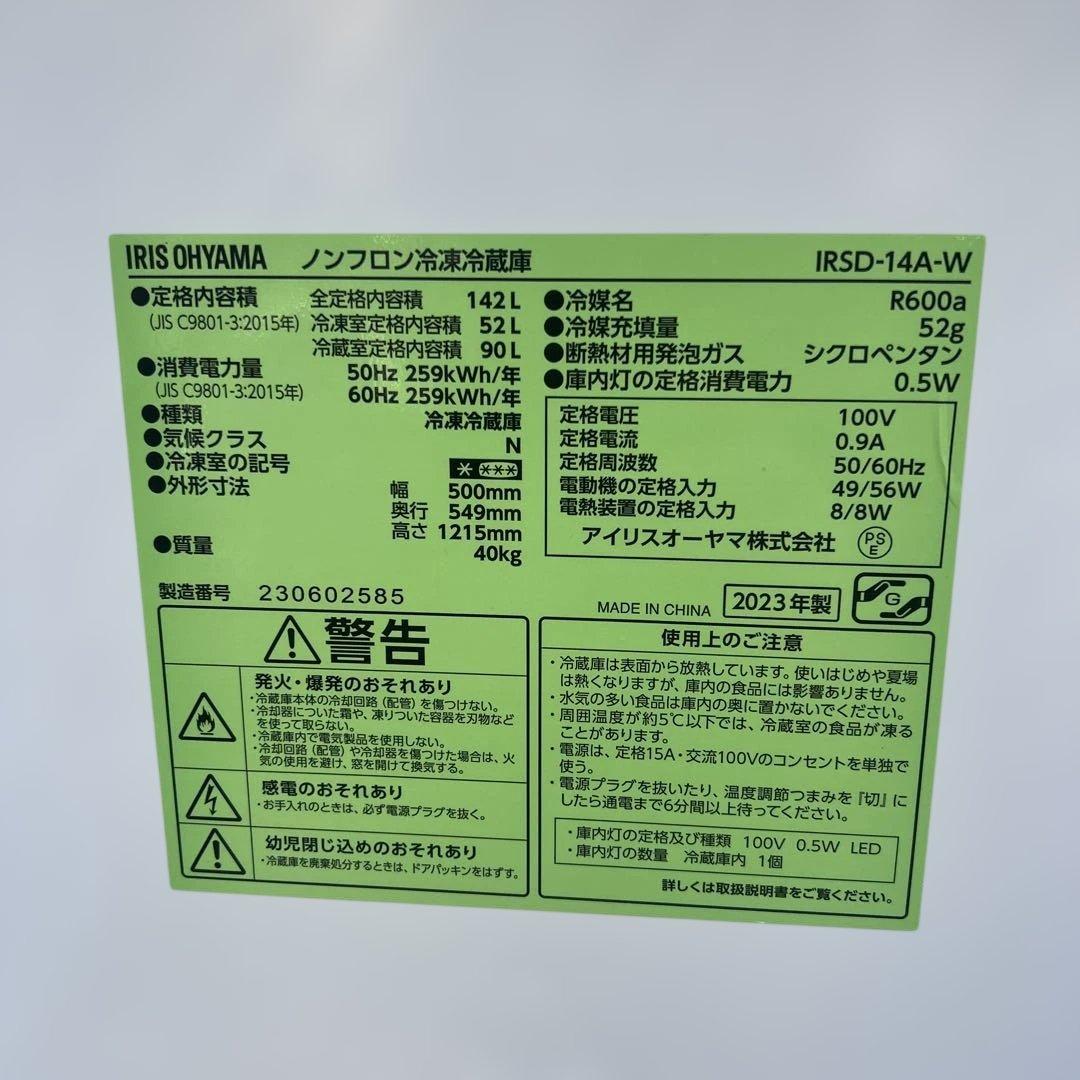 IRIS OHYAMA ノンフロン冷凍冷蔵庫 IRSD-14A-W
●定格内容積 全定格内容積 142L
(JIS C9801-3:2015年) 冷凍室定格内容積 52L
冷蔵室定格内容積 90L
●消費電力量 50Hz 259kWh/年
(JIS C9801-3:2015年) 60Hz 259kWh/年
●種類 冷凍冷蔵庫
●気候クラス N
●冷凍室の記号 * ***
●外形寸法 幅 500mm
奥行 549mm
高さ 1215mm
●質量 40kg
製造番号 230602585
●冷媒名 R600a
●冷媒充填量 52g
●断熱材用発泡ガス シクロペンタン
●庫内灯の定格消費電力 0.5W
定格電圧 100V
定格電流 0.9A
定格周波数 50/60Hz
電動機の定格入力 49/56W
電熱装置の定格入力 8/8W
アイリスオーヤマ株式会社 PSE
MADE IN CHINA 2023年製 G
警告
発火・爆発のおそれあり
・冷蔵庫本体の冷却回路(配管)を傷つけない。
・冷却器についた霜や、凍りついた容器を刃物など
を使って取らない。
・冷蔵庫内で電気製品を使用しない。
・冷却回路(配管)や冷却器を傷つけた場合は、火
気の使用を避け、窓を開けて換気する。
感電のおそれあり
・お手入れのときは、必ず電源プラグを抜く。
幼児閉じ込めのおそれあり
・冷蔵庫を廃棄処分するときは、ドアパッキンをはずす。
使用上のご注意
・冷蔵庫は表面から放熱しています。使いはじめや夏場
は熱くなりますが、庫内の食品には影響ありません。
・水気の多い食品は庫内の奥に置かないでください。
・周囲温度が約5℃以下では、冷蔵室の食品が凍る
ことがあります。
・電源は、定格15A・交流100Vのコンセントを単独で
使う。
・電源プラグを抜いたり、温度調節つまみを『切』に
したら通電まで6分間以上待ってください。
・庫内灯の定格及び種類 100V 0.5W LED
・庫内灯の数量 冷蔵庫内 1個
詳しくは取扱説明書をご覧ください。